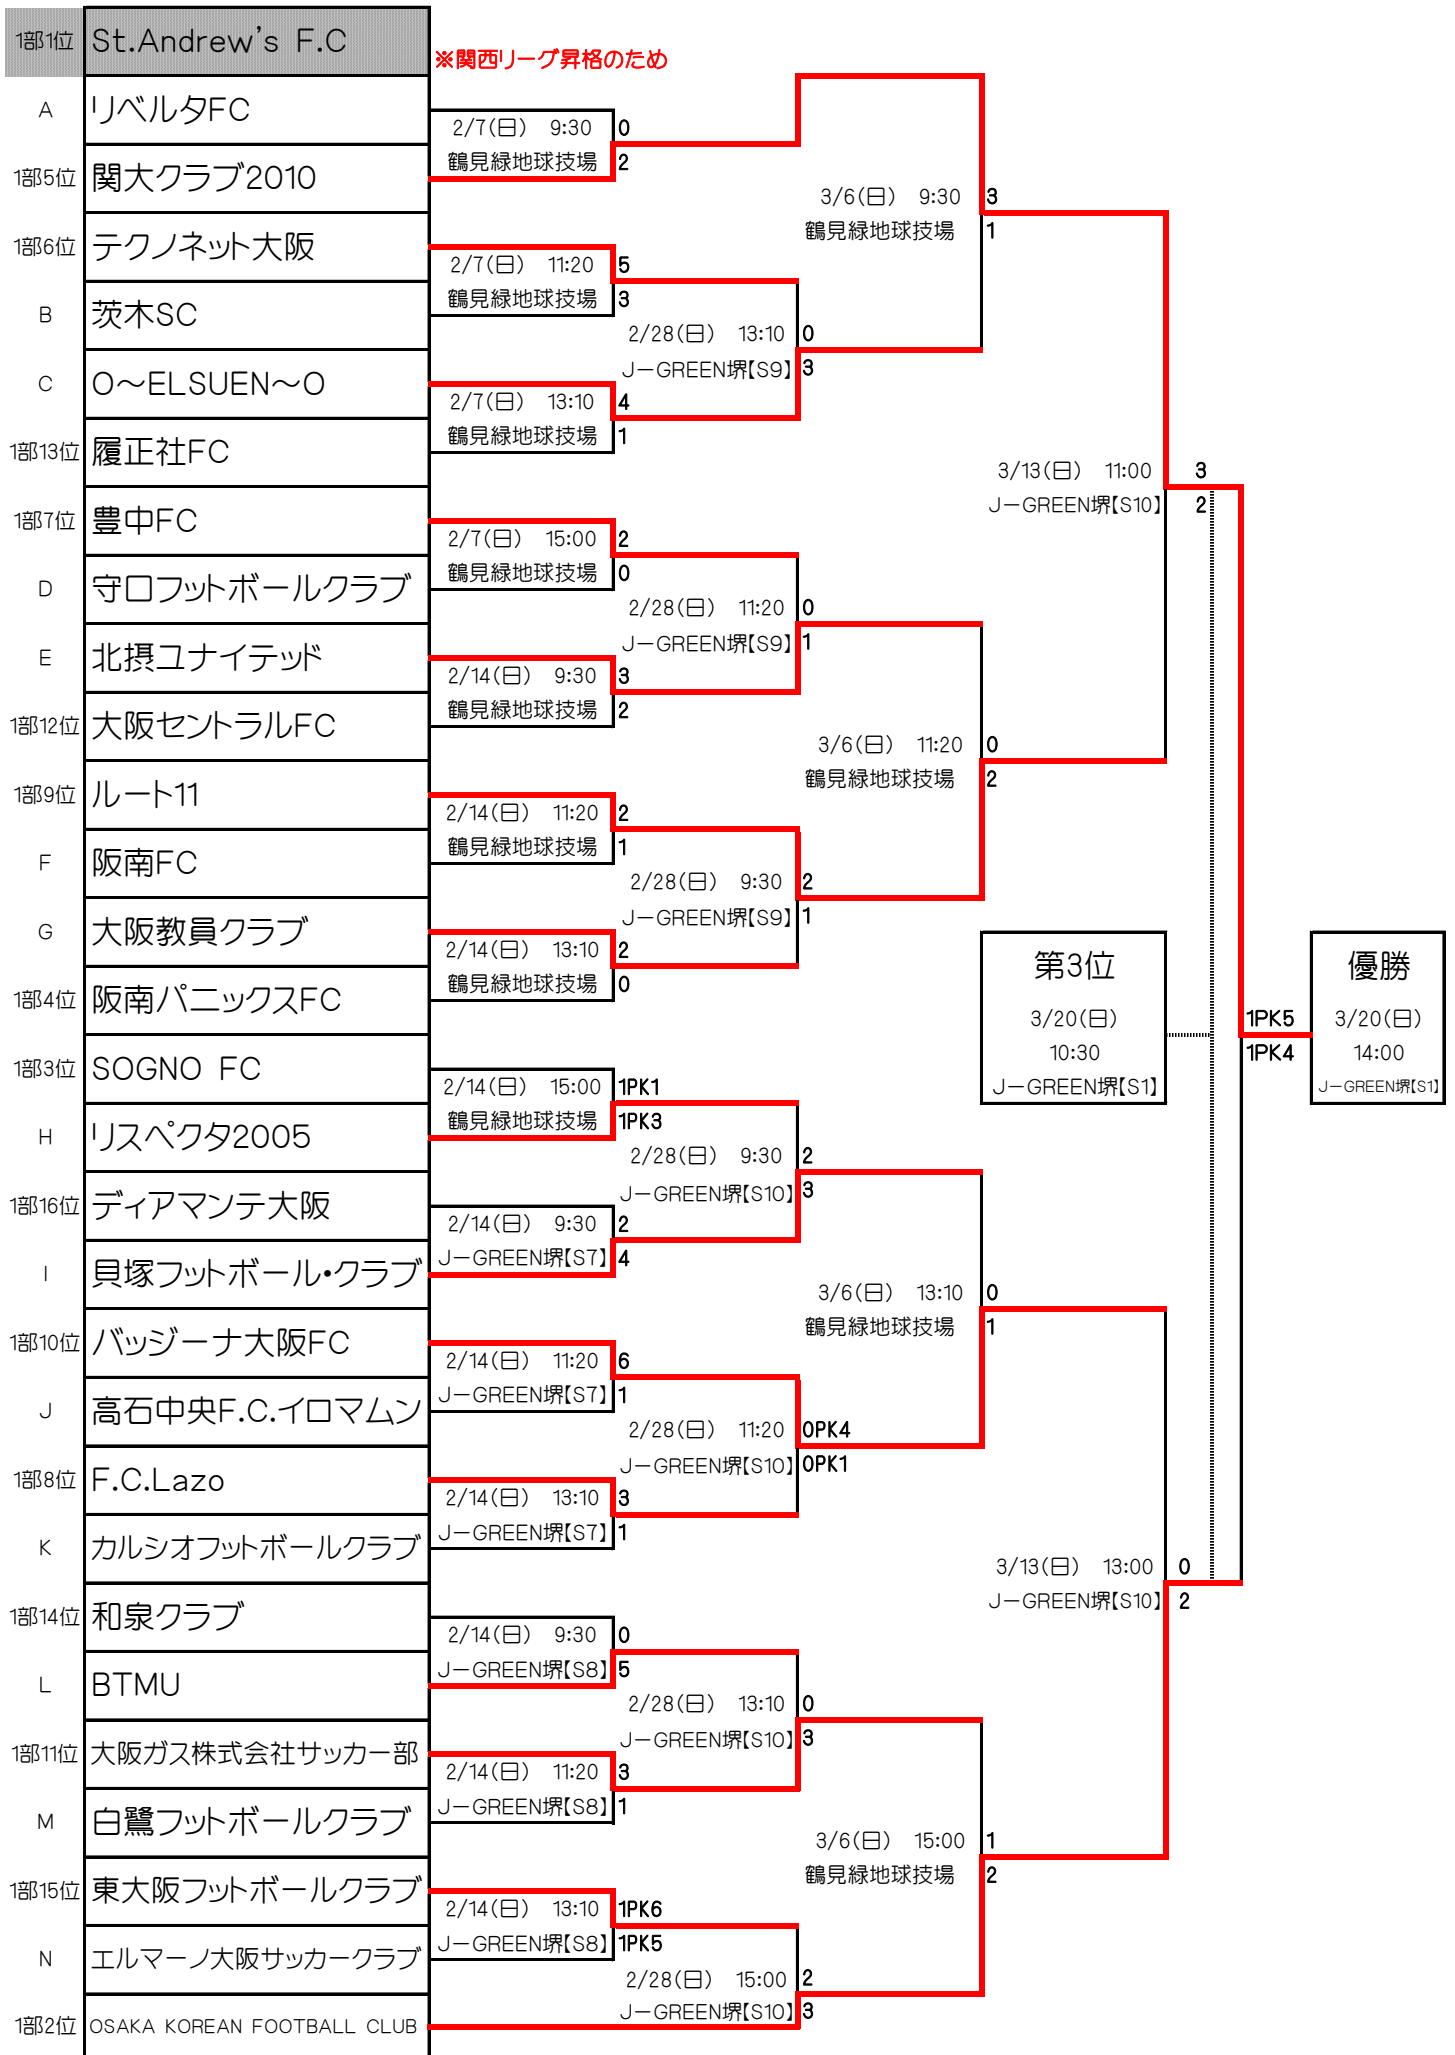 1部1位 St.Andrew's F.C
※関西リーグ昇格のため
A リベルタFC
2/7(日) 9:30 0
鶴見緑地球技場 2
1部5位 関大クラブ2010
3/6(日) 9:30 3
鶴見緑地球技場 1
1部6位 テクノネット大阪
2/7(日) 11:20 5
鶴見緑地球技場 3
B 茨木SC
2/28(日) 13:10 0
J-GREEN堺【S9】 3
C O～ELSUEN～O
2/7(日) 13:10 4
鶴見緑地球技場 1
1部13位 履正社FC
3/13(日) 11:00 3
J-GREEN堺【S10】 2
1部7位 豊中FC
2/7(日) 15:00 2
鶴見緑地球技場 0
D 守口フットボールクラブ
2/28(日) 11:20 0
J-GREEN堺【S9】 1
E 北摂ユナイテッド
2/14(日) 9:30 3
鶴見緑地球技場 2
1部12位 大阪セントラルFC
3/6(日) 11:20 0
鶴見緑地球技場 2
1部9位 ルート11
2/14(日) 11:20 2
鶴見緑地球技場 1
F 阪南FC
2/28(日) 9:30 2
J-GREEN堺【S9】 1
G 大阪教員クラブ
2/14(日) 13:10 2
鶴見緑地球技場 0
1部4位 阪南パニックスFC
第3位
3/20(日)
10:30
J-GREEN堺【S1】
1PK5
1PK4
優勝
3/20(日)
14:00
J-GREEN堺【S1】
1部3位 SOGNO FC
2/14(日) 15:00 1PK1
鶴見緑地球技場 1PK3
H リスペクタ2005
2/28(日) 9:30 2
J-GREEN堺【S10】 3
1部16位 ディアマンテ大阪
2/14(日) 9:30 2
J-GREEN堺【S7】 4
I 貝塚フットボール・クラブ
3/6(日) 13:10 0
鶴見緑地球技場 1
1部10位 バッジーナ大阪FC
2/14(日) 11:20 6
J-GREEN堺【S7】 1
J 高石中央F.C.イロマムン
2/28(日) 11:20 0PK4
J-GREEN堺【S10】 0PK1
1部8位 F.C.Lazo
2/14(日) 13:10 3
J-GREEN堺【S7】 1
K カルシオフットボールクラブ
3/13(日) 13:00 0
J-GREEN堺【S10】 2
1部14位 和泉クラブ
2/14(日) 9:30 0
J-GREEN堺【S8】 5
L BTMU
2/28(日) 13:10 0
J-GREEN堺【S10】 3
1部11位 大阪ガス株式会社サッカー部
2/14(日) 11:20 3
J-GREEN堺【S8】 1
M 白鷺フットボールクラブ
3/6(日) 15:00 1
鶴見緑地球技場 2
1部15位 東大阪フットボールクラブ
2/14(日) 13:10 1PK6
J-GREEN堺【S8】 1PK5
N エルマーノ大阪サッカークラブ
2/28(日) 15:00 2
J-GREEN堺【S10】 3
1部2位 OSAKA KOREAN FOOTBALL CLUB